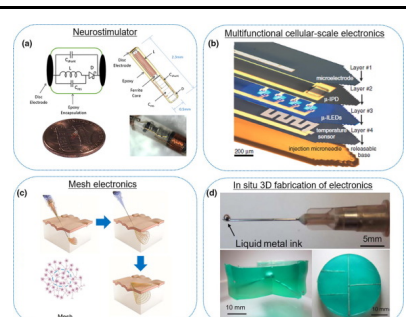 Neurostimulator
(a)
L
D
Disc
Electrode
Epoxy
Encapsulation
Disc
Electrode
Epoxy
Ferrite
Core
Multifunctional cellular-scale electronics
(b)
Layer #1
microelectrode
Layer #2
μ-IPD
Layer #3
μ-ILEDs
Layer #4
temperature
sensor
releasable
base
injection microneedle
200 μm
Mesh electronics
(c)
Mesh
In situ 3D fabrication of electronics
(d)
Liquid metal ink
5mm
10 mm
10 mm